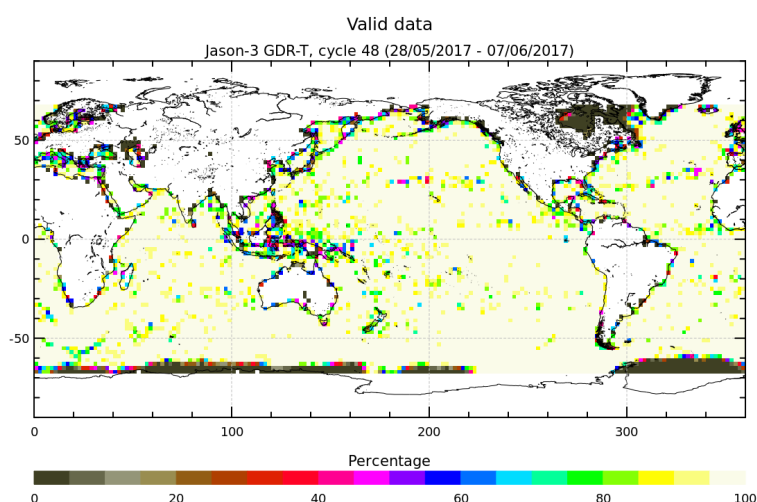 Valid data
Jason-3 GDR-T, cycle 48 (28/05/2017 - 07/06/2017)
50
0
-50
0 100 200 300
Percentage
0 20 40 60 80 100